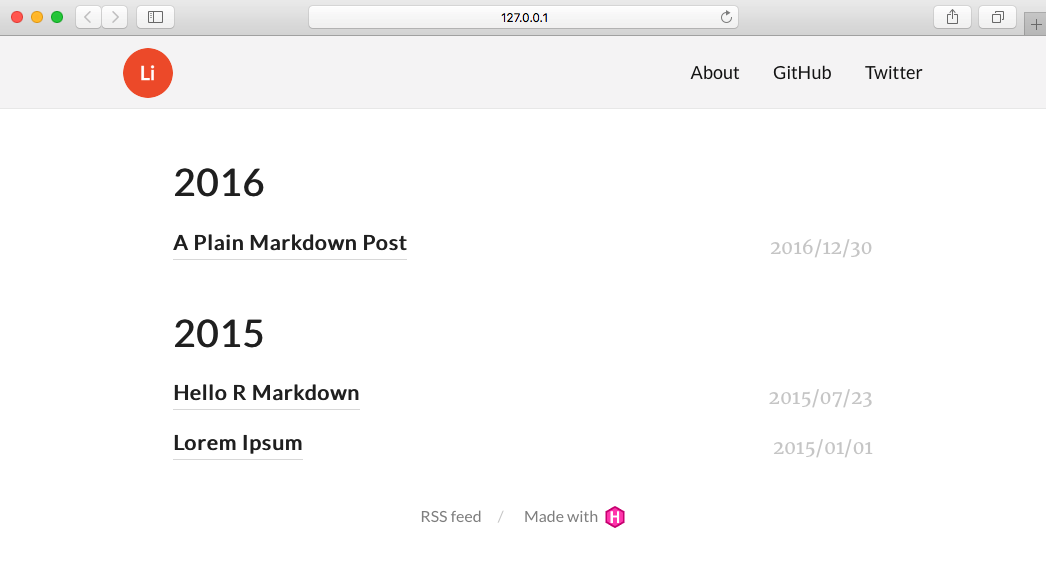 127.0.0.1
Li About GitHub Twitter
2016
A Plain Markdown Post 2016/12/30
2015
Hello R Markdown 2015/07/23
Lorem Ipsum 2015/01/01
RSS feed / Made with H